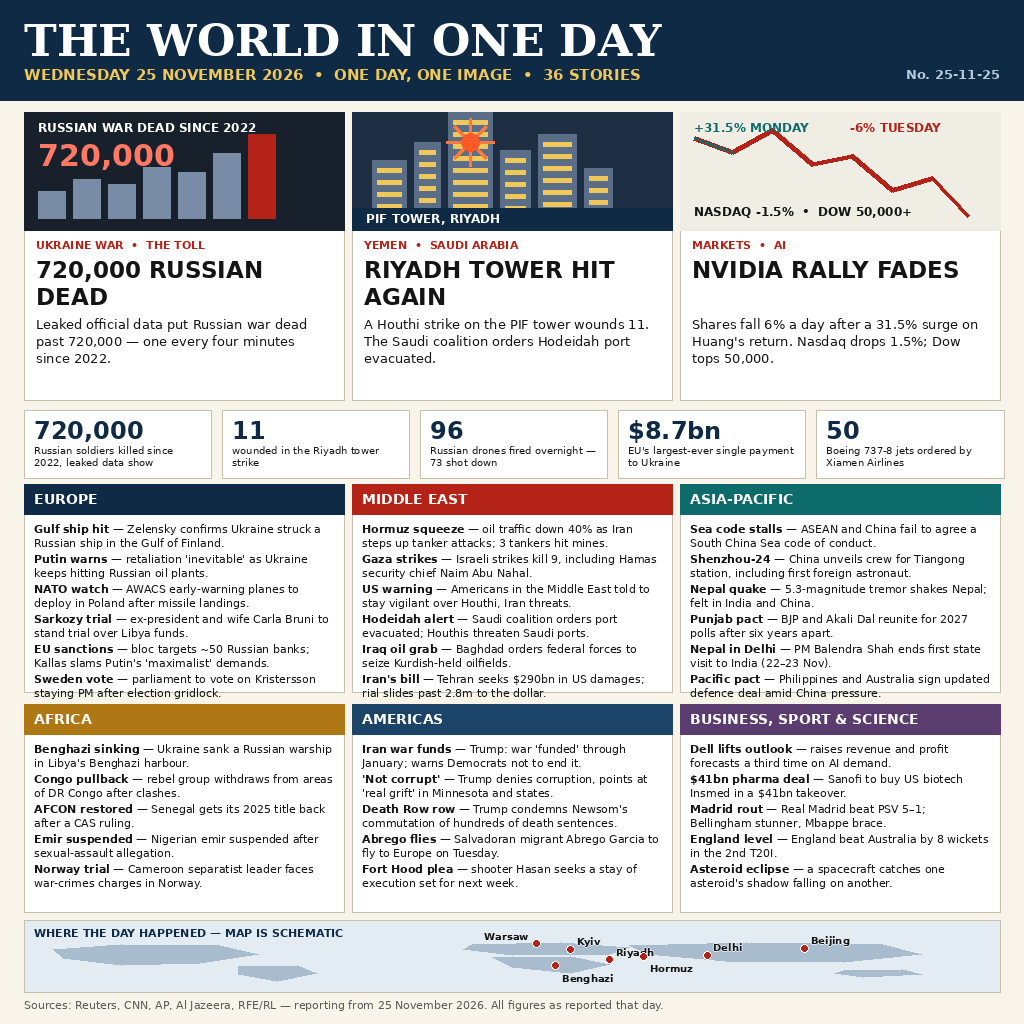 THE WORLD IN ONE DAY
WEDNESDAY 25 NOVEMBER 2026 • ONE DAY, ONE IMAGE • 36 STORIES
No. 25-11-25
RUSSIAN WAR DEAD SINCE 2022
720,000
UKRAINE WAR • THE TOLL
720,000 RUSSIAN
DEAD
Leaked official data put Russian war dead
past 720,000 — one every four minutes
since 2022.
PIF TOWER, RIYADH
YEMEN • SAUDI ARABIA
RIYADH TOWER HIT
AGAIN
A Houthi strike on the PIF tower wounds 11.
The Saudi coalition orders Hodeidah port
evacuated.
+31.5% MONDAY
-6% TUESDAY
NASDAQ -1.5% • DOW 50,000+
MARKETS • AI
NVIDIA RALLY FADES
Shares fall 6% a day after a 31.5% surge on
Huang's return. Nasdaq drops 1.5%; Dow
tops 50,000.
720,000
Russian soldiers killed since
2022, leaked data show
11
wounded in the Riyadh tower
strike
96
Russian drones fired overnight —
73 shot down
$8.7bn
EU's largest-ever single payment
to Ukraine
50
Boeing 737-8 jets ordered by
Xiamen Airlines
EUROPE
Gulf ship hit — Zelensky confirms Ukraine struck a
Russian ship in the Gulf of Finland.
Putin warns — retaliation 'inevitable' as Ukraine
keeps hitting Russian oil plants.
NATO watch — AWACS early-warning planes to
deploy in Poland after missile landings.
Sarkozy trial — ex-president and wife Carla Bruni to
stand trial over Libya funds.
EU sanctions — bloc targets ~50 Russian banks;
Kallas slams Putin's 'maximalist' demands.
Sweden vote — parliament to vote on Kristersson
staying PM after election gridlock.
MIDDLE EAST
Hormuz squeeze — oil traffic down 40% as Iran
steps up tanker attacks; 3 tankers hit mines.
Gaza strikes — Israeli strikes kill 9, including Hamas
security chief Naim Abu Nahal.
US warning — Americans in the Middle East told to
stay vigilant over Houthi, Iran threats.
Hodeidah alert — Saudi coalition orders port
evacuated; Houthis threaten Saudi ports.
Iraq oil grab — Baghdad orders federal forces to
seize Kurdish-held oilfields.
Iran's bill — Tehran seeks $290bn in US damages;
rial slides past 2.8m to the dollar.
ASIA-PACIFIC
Sea code stalls — ASEAN and China fail to agree a
South China Sea code of conduct.
Shenzhou-24 — China unveils crew for Tiangong
station, including first foreign astronaut.
Nepal quake — 5.3-magnitude tremor shakes Nepal;
felt in India and China.
Punjab pact — BJP and Akali Dal reunite for 2027
polls after six years apart.
Nepal in Delhi — PM Balendra Shah ends first state
visit to India (22–23 Nov).
Pacific pact — Philippines and Australia sign updated
defence deal amid China pressure.
AFRICA
Benghazi sinking — Ukraine sank a Russian warship
in Libya's Benghazi harbour.
Congo pullback — rebel group withdraws from areas
of DR Congo after clashes.
AFCON restored — Senegal gets its 2025 title back
after a CAS ruling.
Emir suspended — Nigerian emir suspended after
sexual-assault allegation.
Norway trial — Cameroon separatist leader faces
war-crimes charges in Norway.
AMERICAS
Iran war funds — Trump: war 'funded' through
January; warns Democrats not to end it.
'Not corrupt' — Trump denies corruption, points at
'real grift' in Minnesota and states.
Death Row row — Trump condemns Newsom's
commutation of hundreds of death sentences.
Abrego flies — Salvadoran migrant Abrego Garcia to
fly to Europe on Tuesday.
Fort Hood plea — shooter Hasan seeks a stay of
execution set for next week.
BUSINESS, SPORT & SCIENCE
Dell lifts outlook — raises revenue and profit
forecasts a third time on AI demand.
$41bn pharma deal — Sanofi to buy US biotech
Insmed in a $41bn takeover.
Madrid rout — Real Madrid beat PSV 5–1;
Bellingham stunner, Mbappe brace.
England level — England beat Australia by 8 wickets
in the 2nd T20I.
Asteroid eclipse — a spacecraft catches one
asteroid's shadow falling on another.
WHERE THE DAY HAPPENED — MAP IS SCHEMATIC
Warsaw
Kyiv
Riyadh
Delhi
Beijing
Hormuz
Benghazi
Sources: Reuters, CNN, AP, Al Jazeera, RFE/RL — reporting from 25 November 2026. All figures as reported that day.